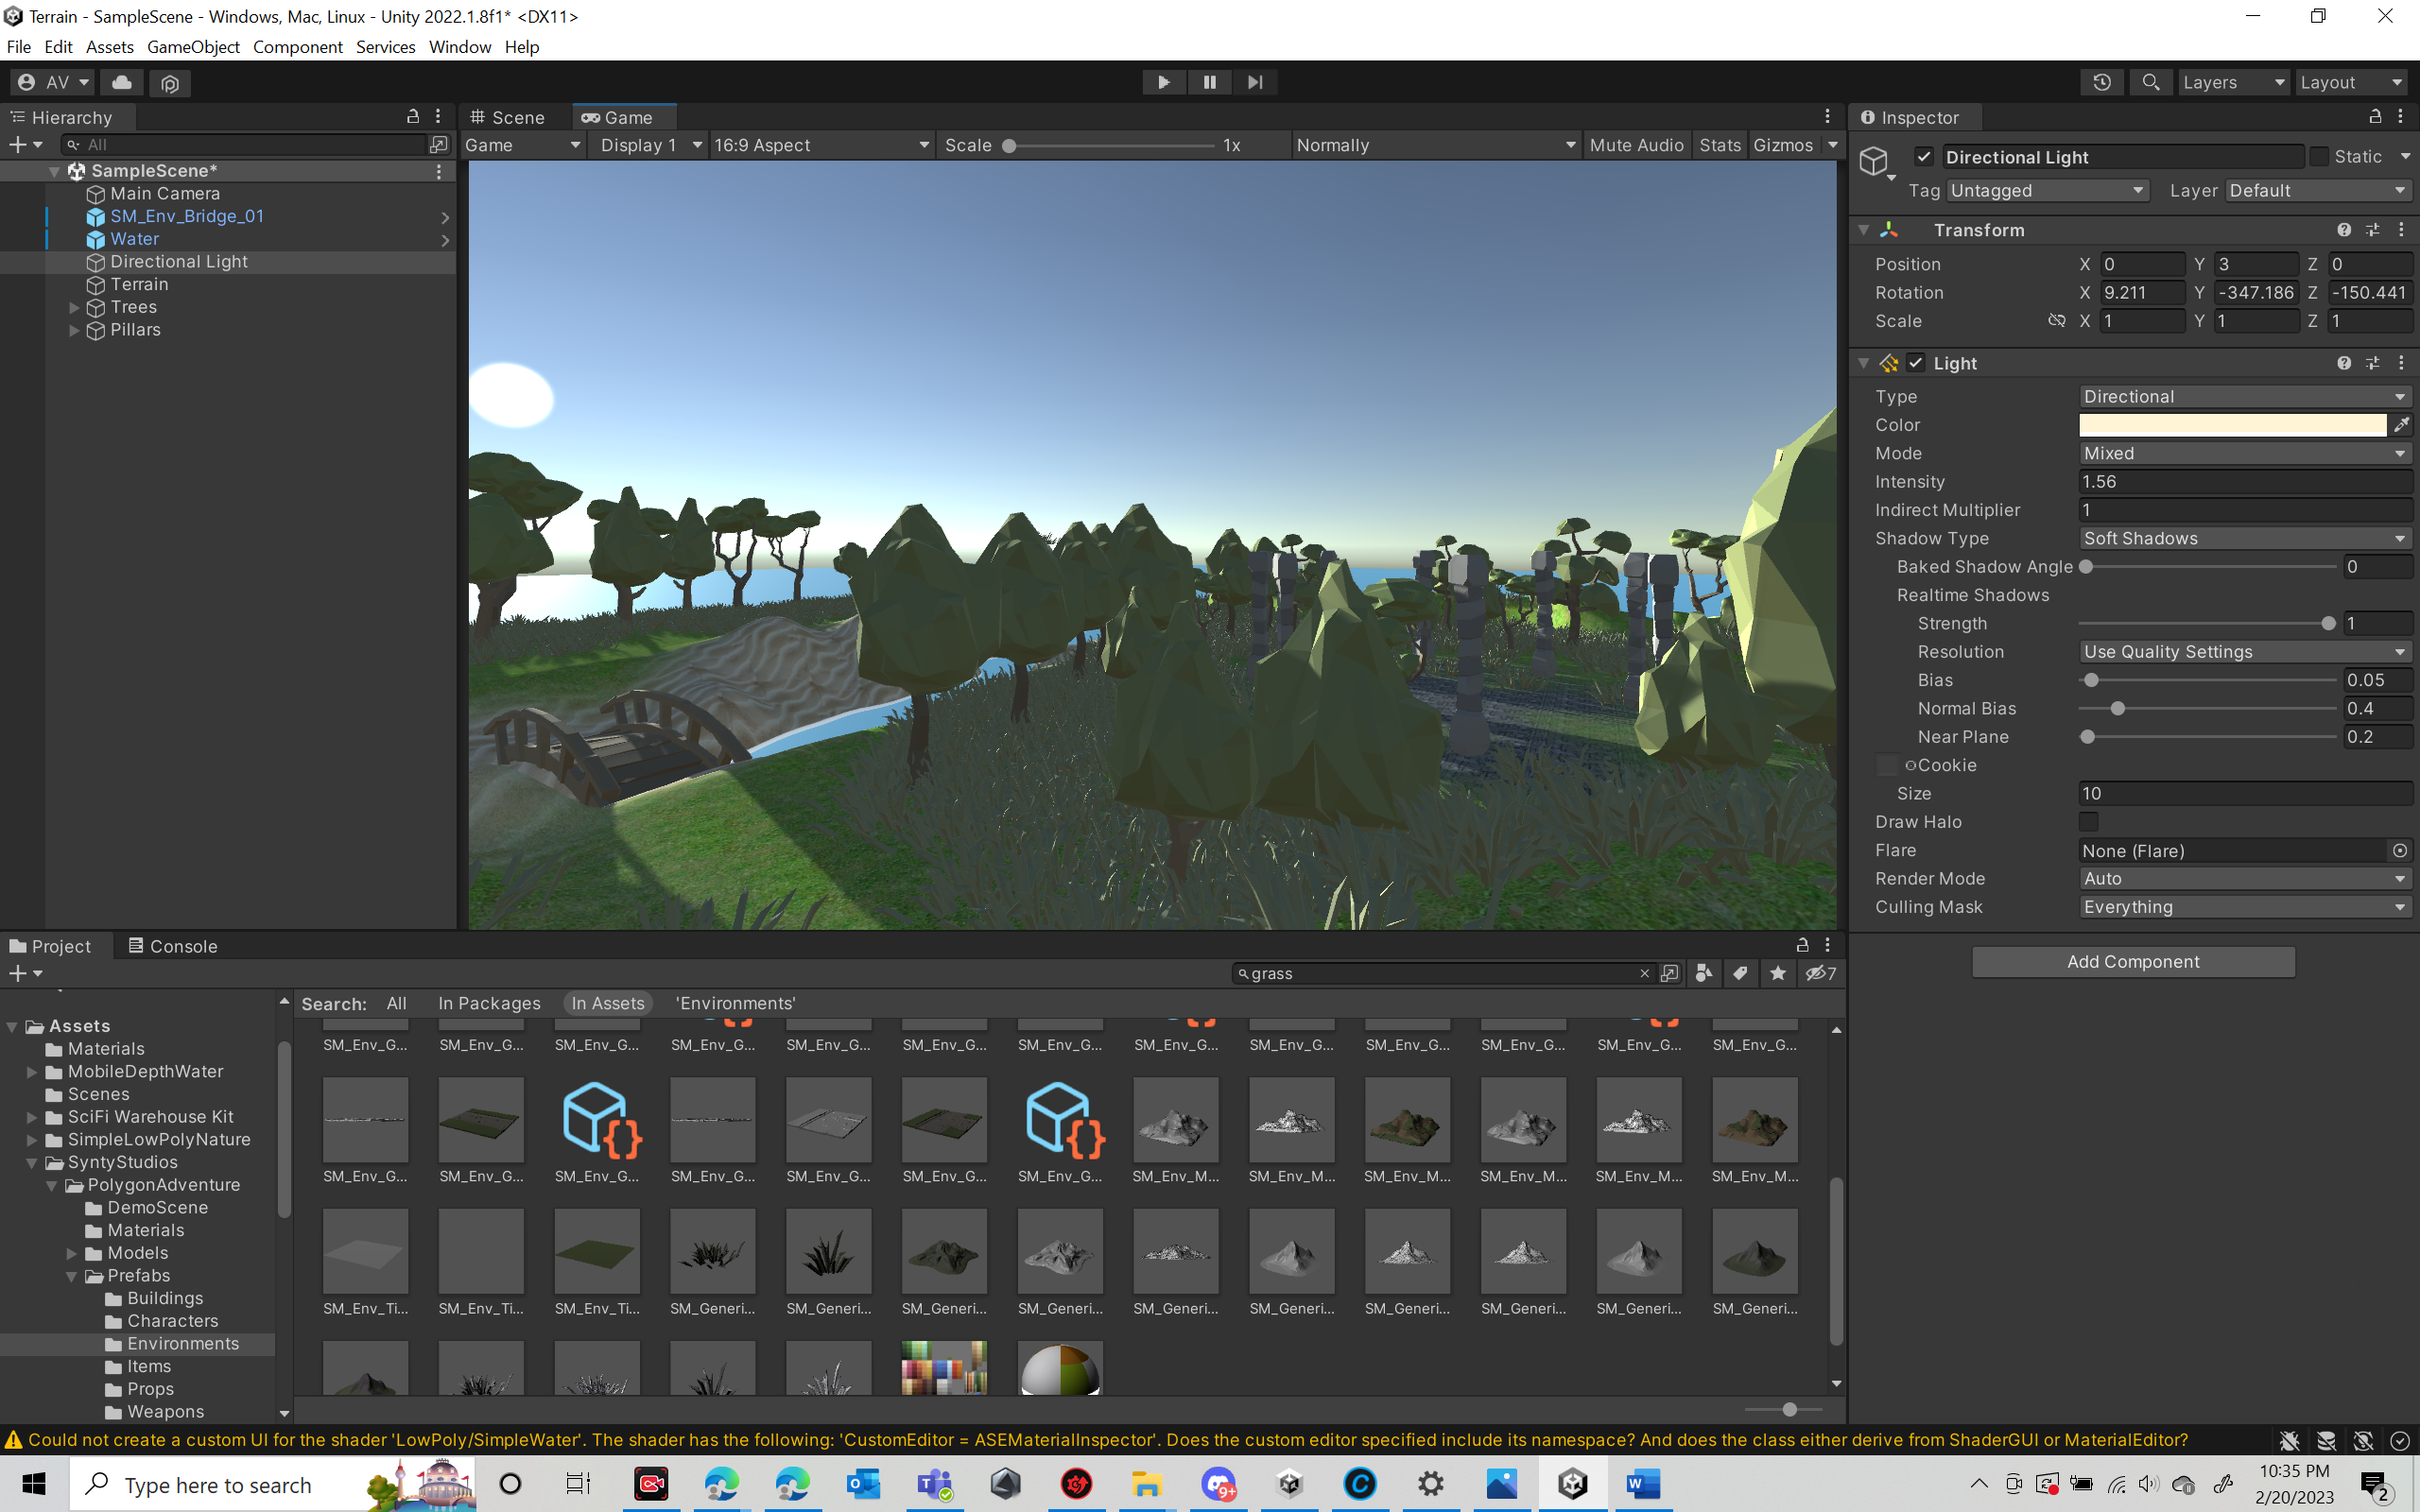 Terrain - SampleScene - Windows, Mac, Linux - Unity 2022.1.8f1* <DX11>
File Edit Assets GameObject Component Services Window Help
AV
Layers
Layout
Hierarchy
Scene
Game
Inspector
All
Game
Display 1
16:9 Aspect
Scale
1x
Normally
Mute Audio
Stats
Gizmos
SampleScene*
Main Camera
SM_Env_Bridge_01
Water
Directional Light
Terrain
Trees
Pillars
Directional Light
Static
Tag Untagged
Layer Default
Transform
Position X 0 Y 3 Z 0
Rotation X 9.211 Y -347.186 Z -150.441
Scale X 1 Y 1 Z 1
Light
Type Directional
Color
Mode Mixed
Intensity 1.56
Indirect Multiplier 1
Shadow Type Soft Shadows
Baked Shadow Angle 0
Realtime Shadows
Strength 1
Resolution Use Quality Settings
Bias 0.05
Normal Bias 0.4
Near Plane 0.2
Cookie
Size 10
Draw Halo
Flare None (Flare)
Render Mode Auto
Culling Mask Everything
Add Component
Project
Console
grass
7
Search: All In Packages In Assets 'Environments'
Assets
Materials
MobileDepthWater
Scenes
SciFi Warehouse Kit
SimpleLowPolyNature
SyntyStudios
PolygonAdventure
DemoScene
Materials
Models
Prefabs
Buildings
Characters
Environments
Items
Props
Weapons
SM_Env_G... SM_Env_G... SM_Env_G... SM_Env_G... SM_Env_G... SM_Env_G... SM_Env_G... SM_Env_G... SM_Env_G... SM_Env_G... SM_Env_G... SM_Env_G... SM_Env_G...
SM_Env_G... SM_Env_G... SM_Env_G... SM_Env_G... SM_Env_G... SM_Env_G... SM_Env_G... SM_Env_M... SM_Env_M... SM_Env_M... SM_Env_M... SM_Env_M... SM_Env_M...
SM_Env_Ti... SM_Env_Ti... SM_Env_Ti... SM_Generi... SM_Generi... SM_Generi... SM_Generi... SM_Generi... SM_Generi... SM_Generi... SM_Generi... SM_Generi... SM_Generi...
Could not create a custom UI for the shader 'LowPoly/SimpleWater'. The shader has the following: 'CustomEditor = ASEMaterialInspector'. Does the custom editor specified include its namespace? And does the class either derive from ShaderGUI or MaterialEditor?
Type here to search
9+
10:35 PM
2/20/2023
2